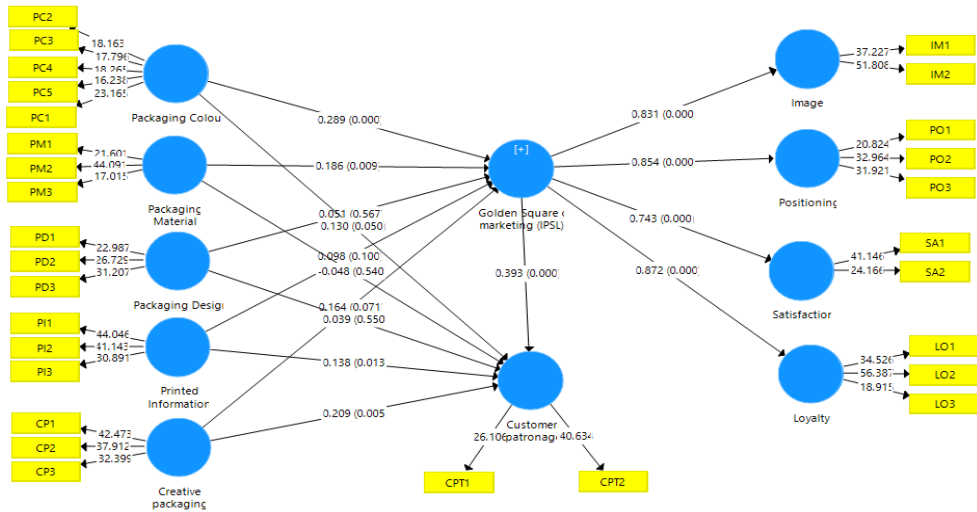 PC2
PC3
PC4
PC5
PC1
18.163
17.796
18.265
16.238
23.165
Packaging Colou
PM1
PM2
PM3
21.601
44.091
17.015
Packaging
Material
PD1
PD2
PD3
22.987
26.729
31.207
Packaging Desig
PI1
PI2
PI3
44.046
41.143
30.891
Printed
Information
CP1
CP2
CP3
42.473
37.912
32.399
Creative
packaging
0.289 (0.000
0.186 (0.009
0.051 (0.567
0.130 (0.050)
0.098 (0.100
-0.048 (0.540
0.164 (0.071)
0.039 (0.550
0.138 (0.013
0.209 (0.005
[+]
Golden Square o
marketing (IPSL)
0.393 (0.000)
Customer
patronage
26.106
40.634
CPT1
CPT2
0.831 (0.000
0.854 (0.000
0.743 (0.000)
0.872 (0.000
Image
37.227
51.808
IM1
IM2
Positioning
20.824
32.964
31.921
PO1
PO2
PO3
Satisfaction
41.146
24.166
SA1
SA2
Loyalty
34.526
56.387
18.915
LO1
LO2
LO3